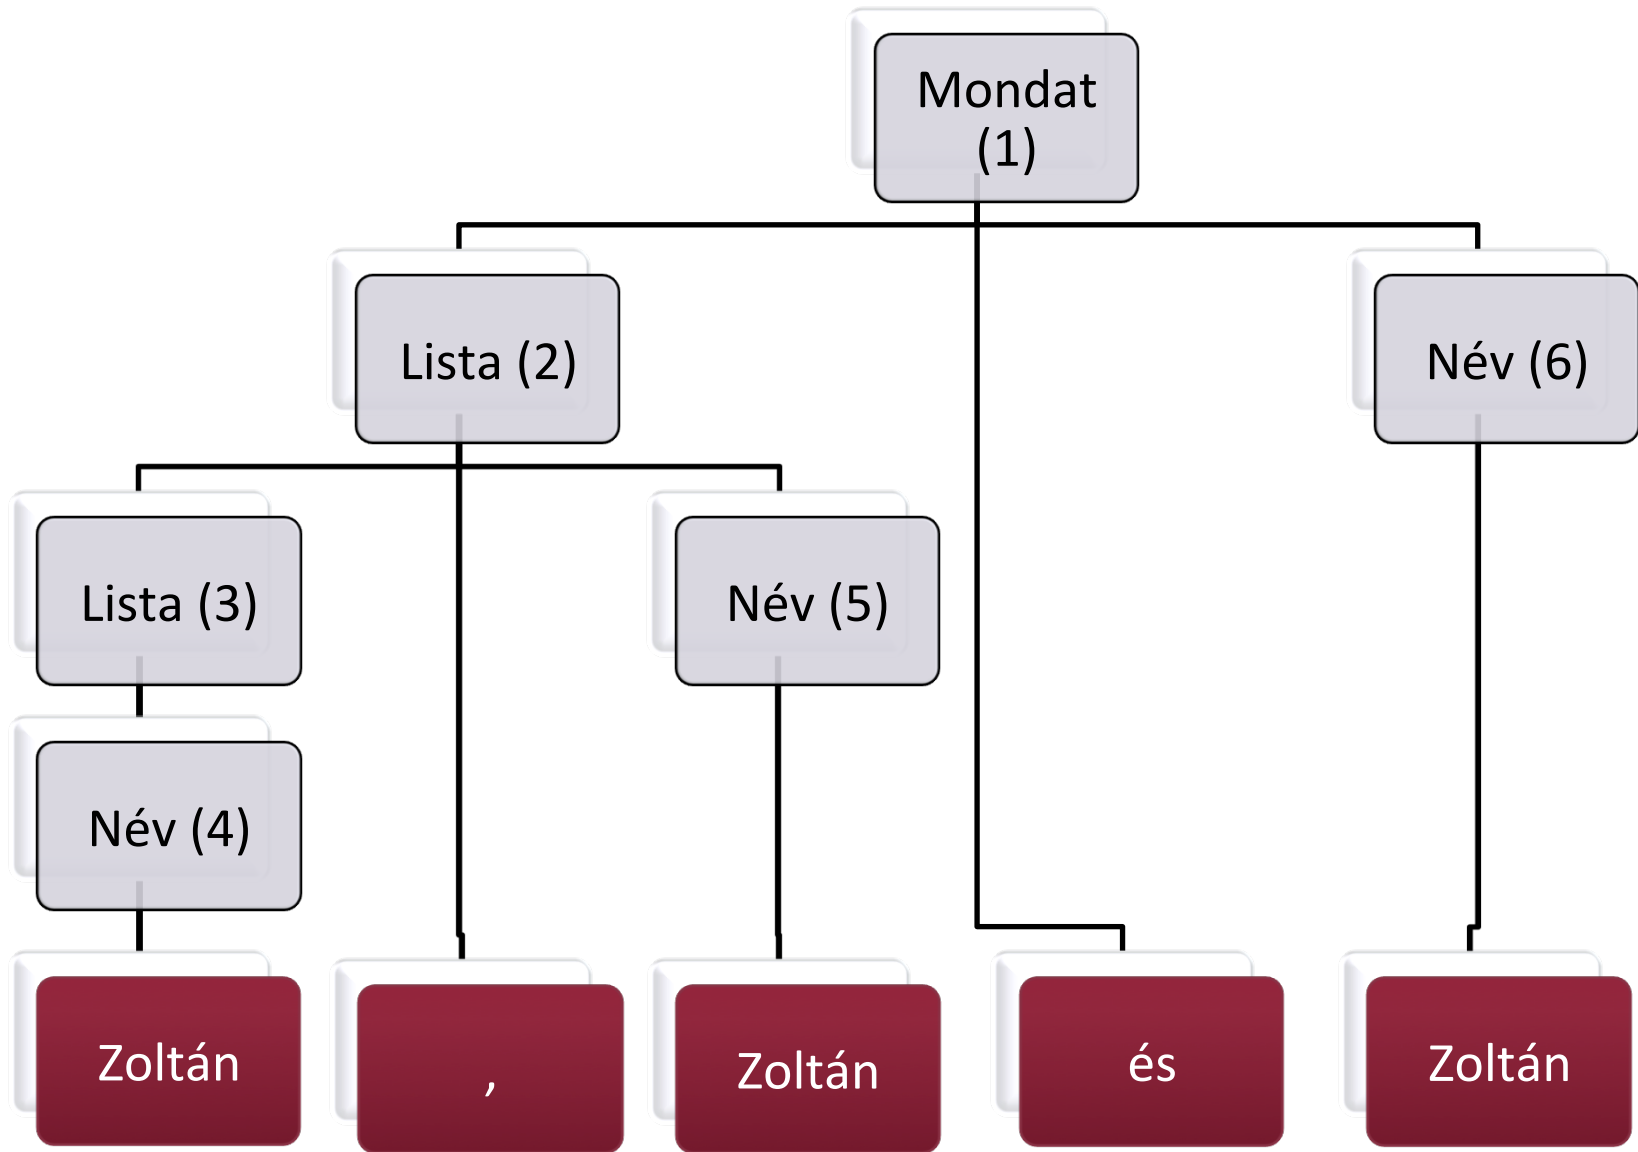 Mondat
(1)
Lista (2)
Név (6)
Lista (3)
Név (5)
Név (4)
Zoltán
,
Zoltán
és
Zoltán